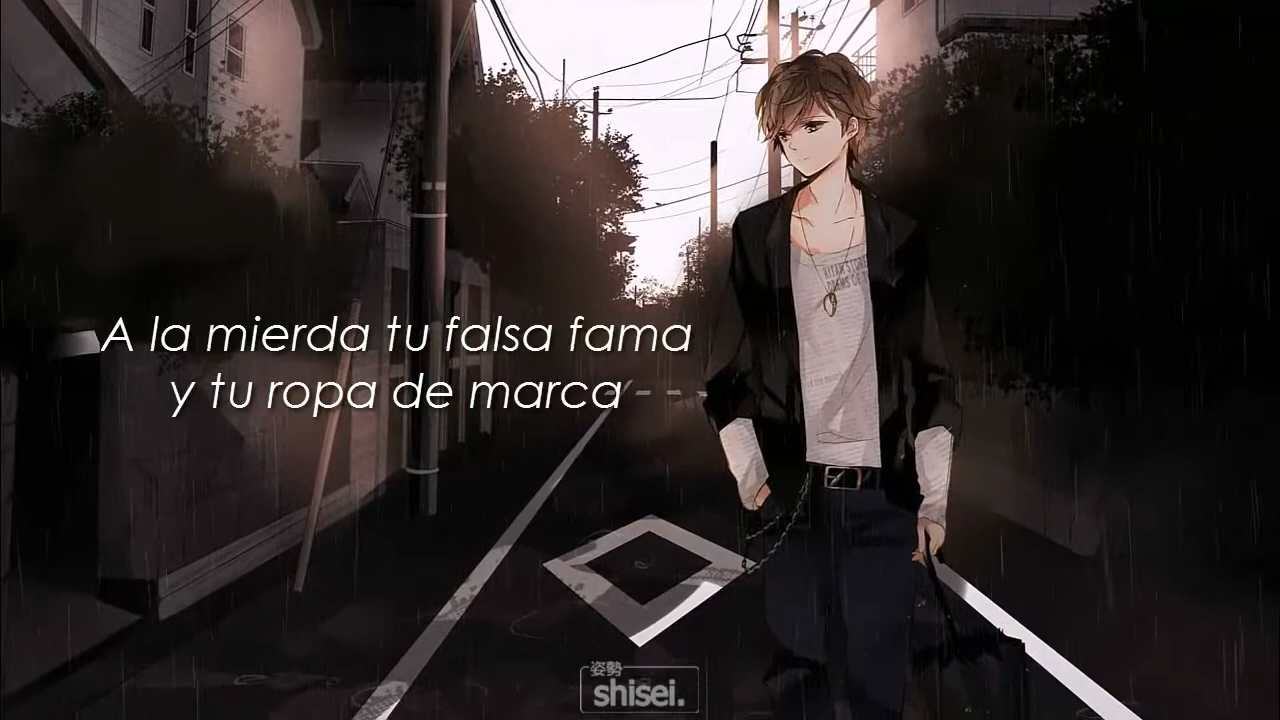 A la mierda tu falsa fama
y tu ropa de marca
姿勢
shisei.